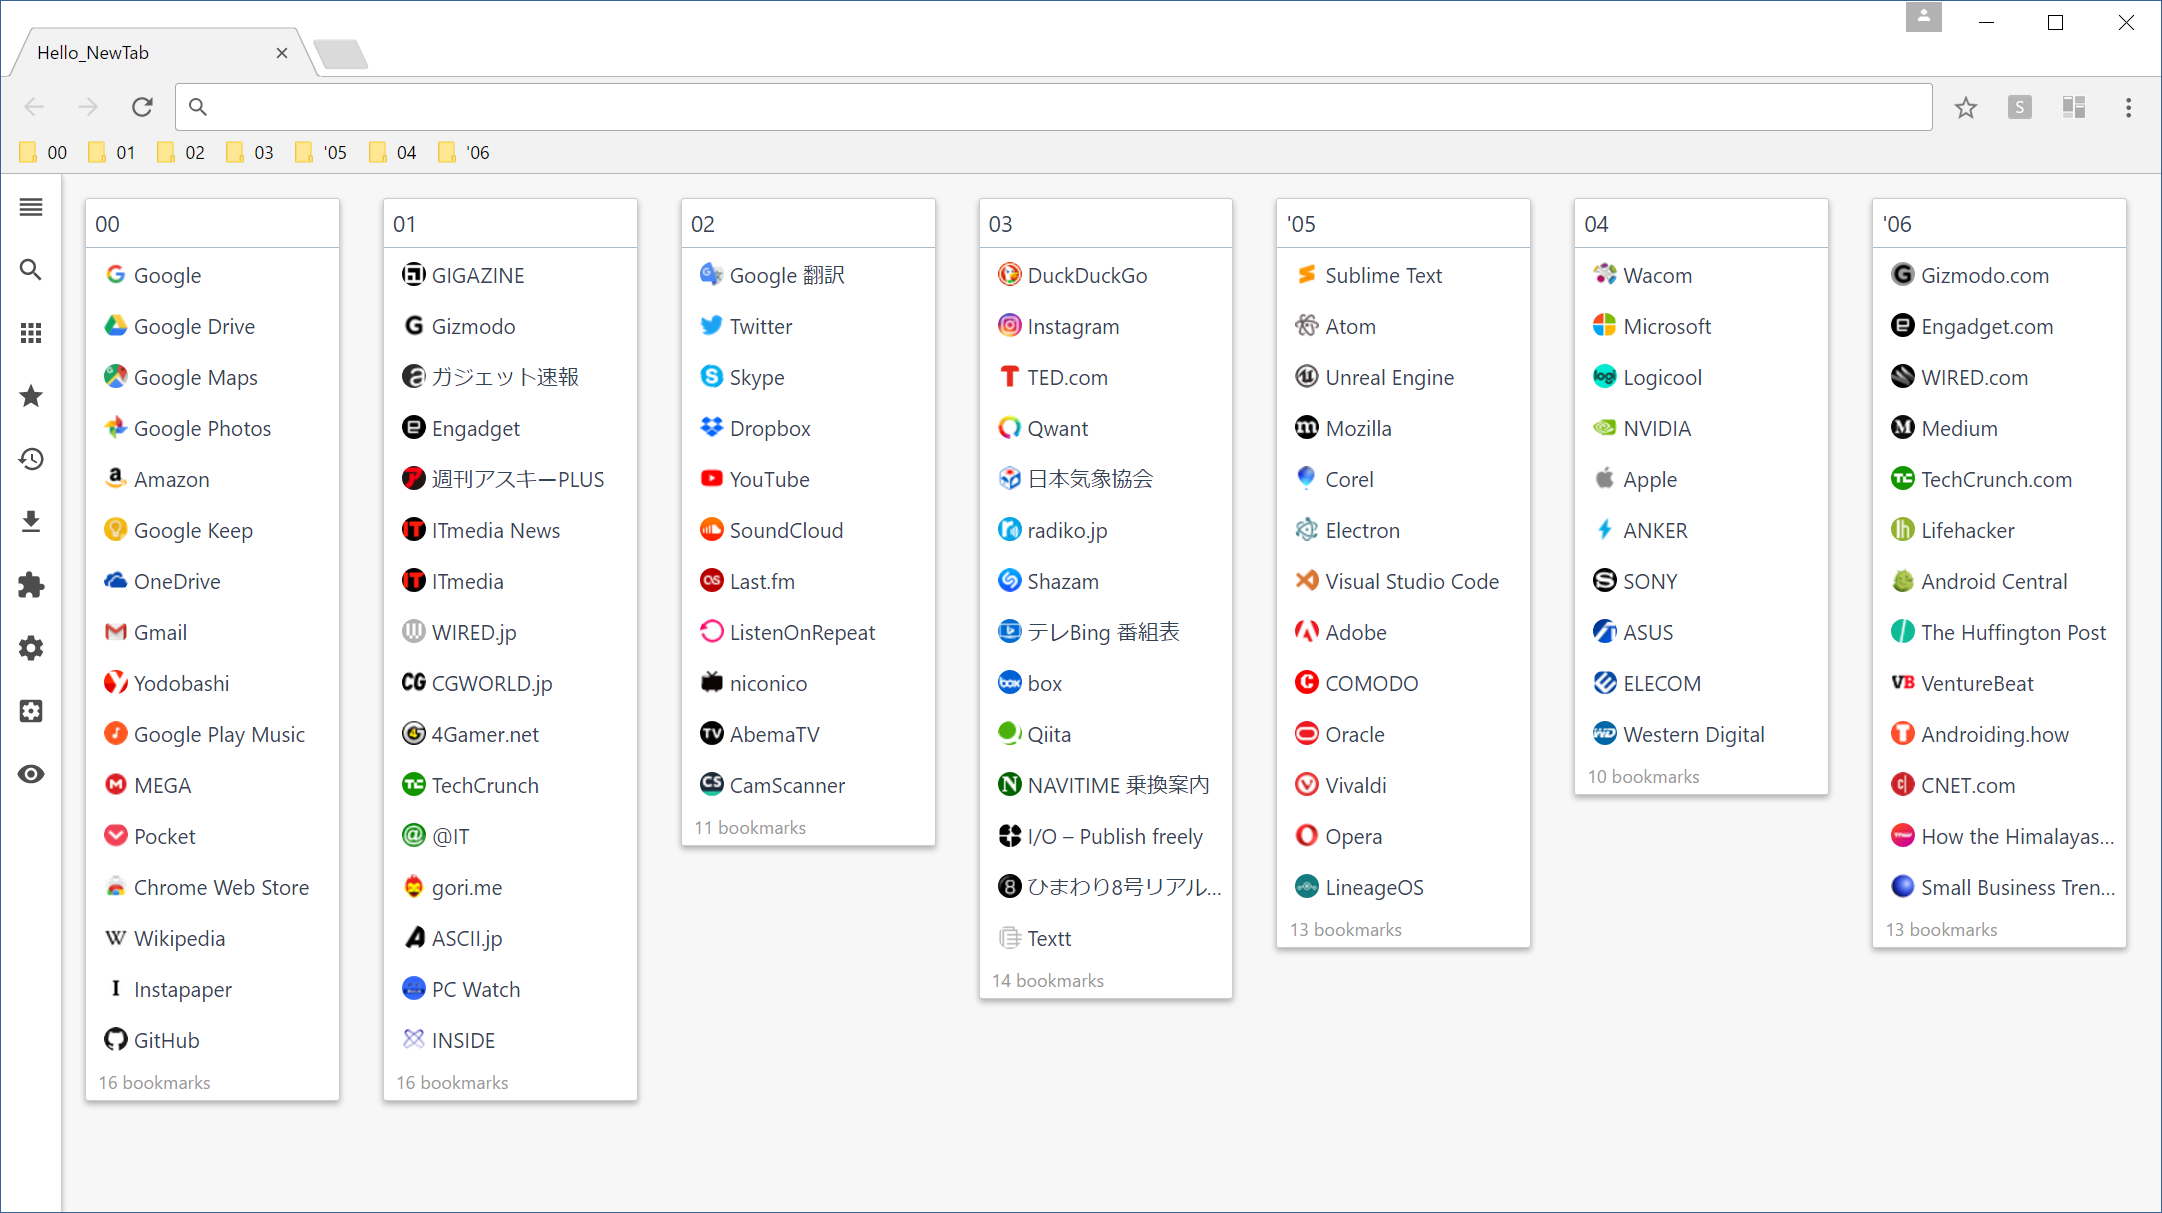 Hello_NewTab
S
00 01 02 03 '05 04 '06
00
Google
Google Drive
Google Maps
Google Photos
Amazon
Google Keep
OneDrive
Gmail
Yodobashi
Google Play Music
MEGA
Pocket
Chrome Web Store
Wikipedia
Instapaper
GitHub
16 bookmarks
01
GIGAZINE
Gizmodo
ガジェット速報
Engadget
週刊アスキーPLUS
ITmedia News
ITmedia
WIRED.jp
CGWORLD.jp
4Gamer.net
TechCrunch
@IT
gori.me
ASCII.jp
PC Watch
INSIDE
16 bookmarks
02
Google 翻訳
Twitter
Skype
Dropbox
YouTube
SoundCloud
Last.fm
ListenOnRepeat
niconico
AbemaTV
CamScanner
11 bookmarks
03
DuckDuckGo
Instagram
TED.com
Qwant
日本気象協会
radiko.jp
Shazam
テレBing 番組表
box
Qiita
NAVITIME 乗換案内
I/O – Publish freely
ひまわり8号リアル...
Textt
14 bookmarks
'05
Sublime Text
Atom
Unreal Engine
Mozilla
Corel
Electron
Visual Studio Code
Adobe
COMODO
Oracle
Vivaldi
Opera
LineageOS
13 bookmarks
04
Wacom
Microsoft
Logicool
NVIDIA
Apple
ANKER
SONY
ASUS
ELECOM
Western Digital
10 bookmarks
'06
Gizmodo.com
Engadget.com
WIRED.com
Medium
TechCrunch.com
Lifehacker
Android Central
The Huffington Post
VentureBeat
Androiding.how
CNET.com
How the Himalayas...
Small Business Tren...
13 bookmarks